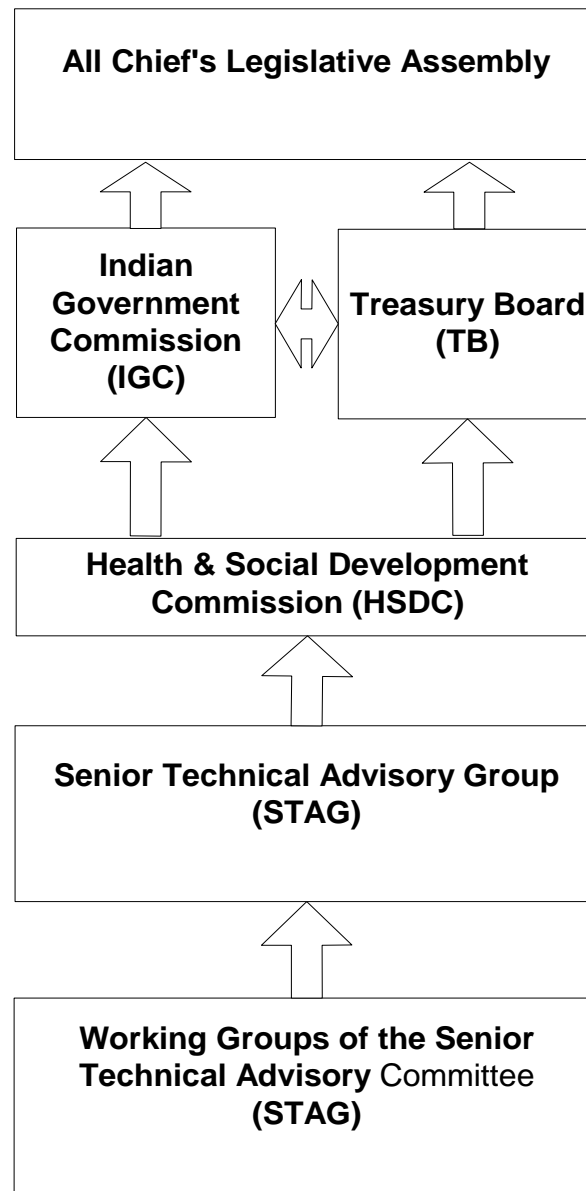 All Chief's Legislative Assembly
Indian
Government
Commission
(IGC)
Treasury Board
(TB)
Health & Social Development
Commission (HSDC)
Senior Technical Advisory Group
(STAG)
Working Groups of the Senior
Technical Advisory Committee
(STAG)